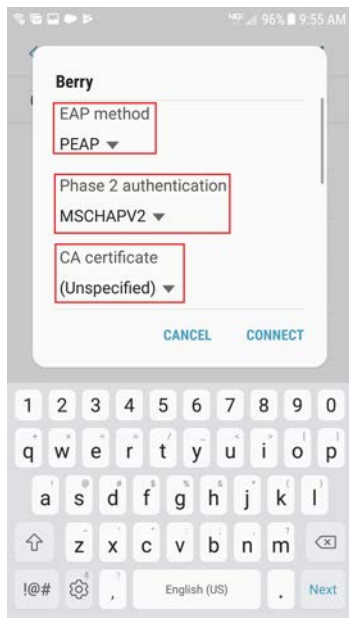 96% 9:55 AM
Berry
EAP method
PEAP
Phase 2 authentication
MSCHAPV2
CA certificate
(Unspecified)
CANCEL CONNECT
1 2 3 4 5 6 7 8 9 0
q w e r t y u i o p
a s d f g h j k l
z x c v b n m
!@# , English (US) . Next